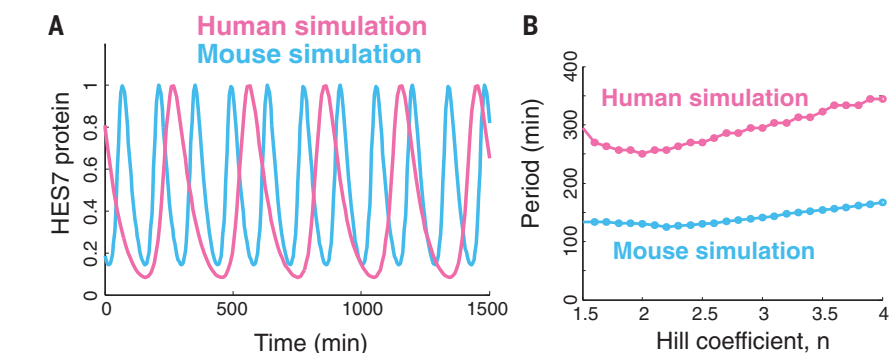 A
Human simulation
Mouse simulation
HES7 protein
1
0.8
0.6
0.4
0.2
0
0
500
1000
1500
Time (min)
B
Human simulation
Mouse simulation
Period (min)
400
300
200
100
0
1.5
2
2.5
3
3.5
4
Hill coefficient, n